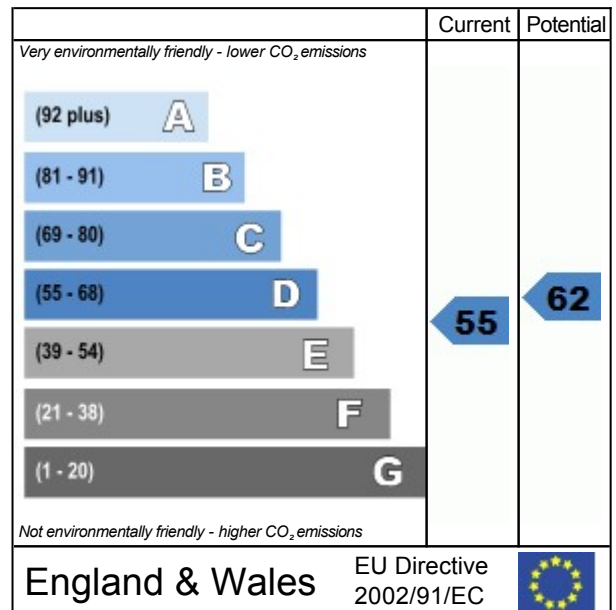 Current Potential
Very environmentally friendly - lower CO₂ emissions
(92 plus) A
(81 - 91) B
(69 - 80) C
(55 - 68) D
(39 - 54) E
(21 - 38) F
(1 - 20) G
55
62
Not environmentally friendly - higher CO₂ emissions
England & Wales
EU Directive
2002/91/EC